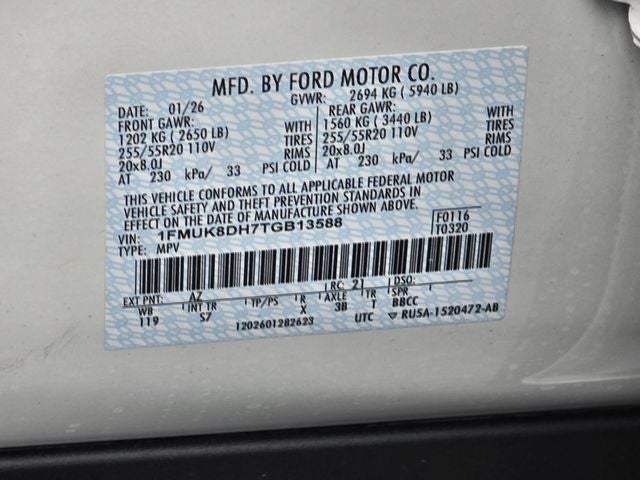 MFD. BY FORD MOTOR CO.
DATE: 01/26 GVWR: 2694 KG ( 5940 LB)
FRONT GAWR: REAR GAWR:
1202 KG ( 2650 LB) WITH 1560 KG ( 3440 LB) WITH
255/55R20 110V TIRES 255/55R20 110V TIRES
20x8.0J RIMS 20x8.0J RIMS
AT 230 kPa/ 33 PSI COLD AT 230 kPa/ 33 PSI COLD
THIS VEHICLE CONFORMS TO ALL APPLICABLE FEDERAL MOTOR
VEHICLE SAFETY AND THEFT PREVENTION STANDARDS IN
EFFECT ON THE DATE OF MANUFACTURE SHOWN ABOVE.
VIN: 1FMUK8DH7TGB13588 F0116
TYPE: MPV T0320
EXT PNT: AZ RC: 21 DSO:
WB INT TR TP/PS R AXLE TR SPR
119 S7 X 3B T BBCC
1202601282623 UTC RU5A-1520472-AB